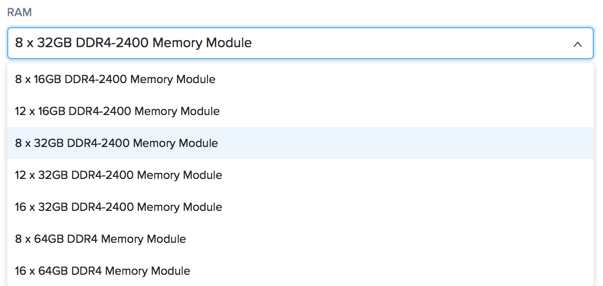 RAM
8 x 32GB DDR4-2400 Memory Module
8 x 16GB DDR4-2400 Memory Module
12 x 16GB DDR4-2400 Memory Module
8 x 32GB DDR4-2400 Memory Module
12 x 32GB DDR4-2400 Memory Module
16 x 32GB DDR4-2400 Memory Module
8 x 64GB DDR4 Memory Module
16 x 64GB DDR4 Memory Module